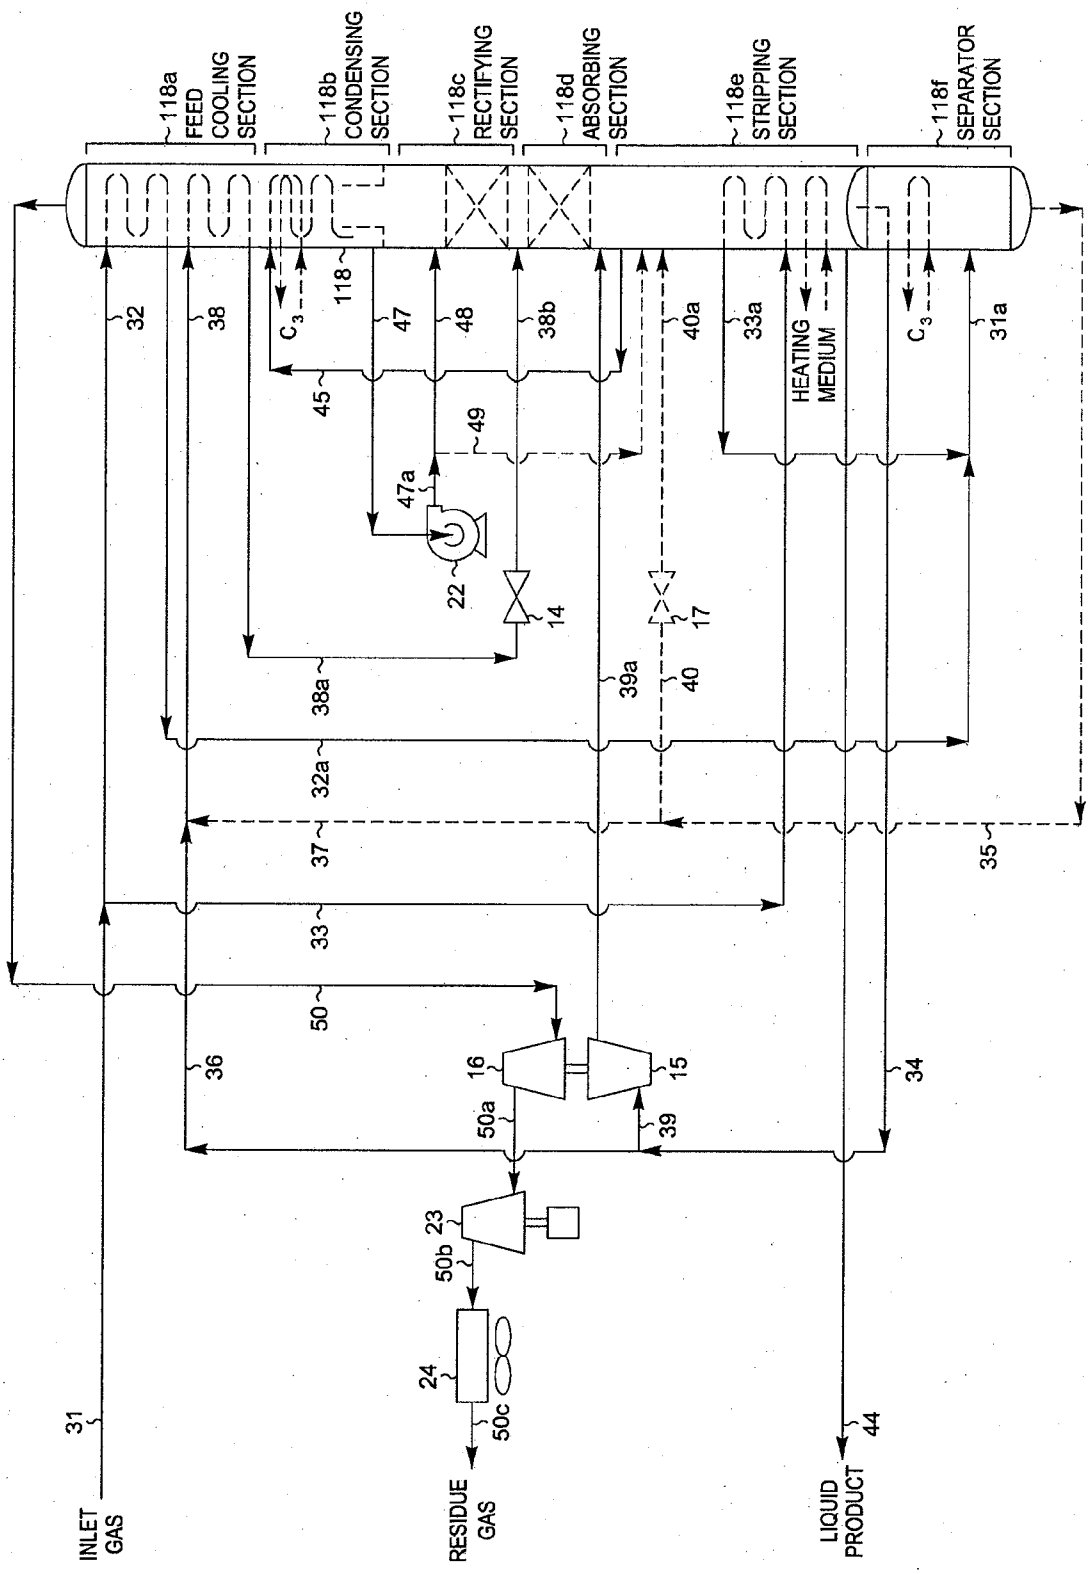 118a
FEED
COOLING
SECTION
118b
CONDENSING
SECTION
118c
RECTIFYING
SECTION
118d
ABSORBING
SECTION
118e
STRIPPING
SECTION
118f
SEPARATOR
SECTION
32
38
C3
118
47
48
38b
40a
33a
HEATING
MEDIUM
C3
31a
45
49
47a
22
14
17
38a
39a
40
32a
37
35
33
50
36
16
15
34
50a
39
23
50b
24
50c
31
44
INLET
GAS
RESIDUE
GAS
LIQUID
PRODUCT